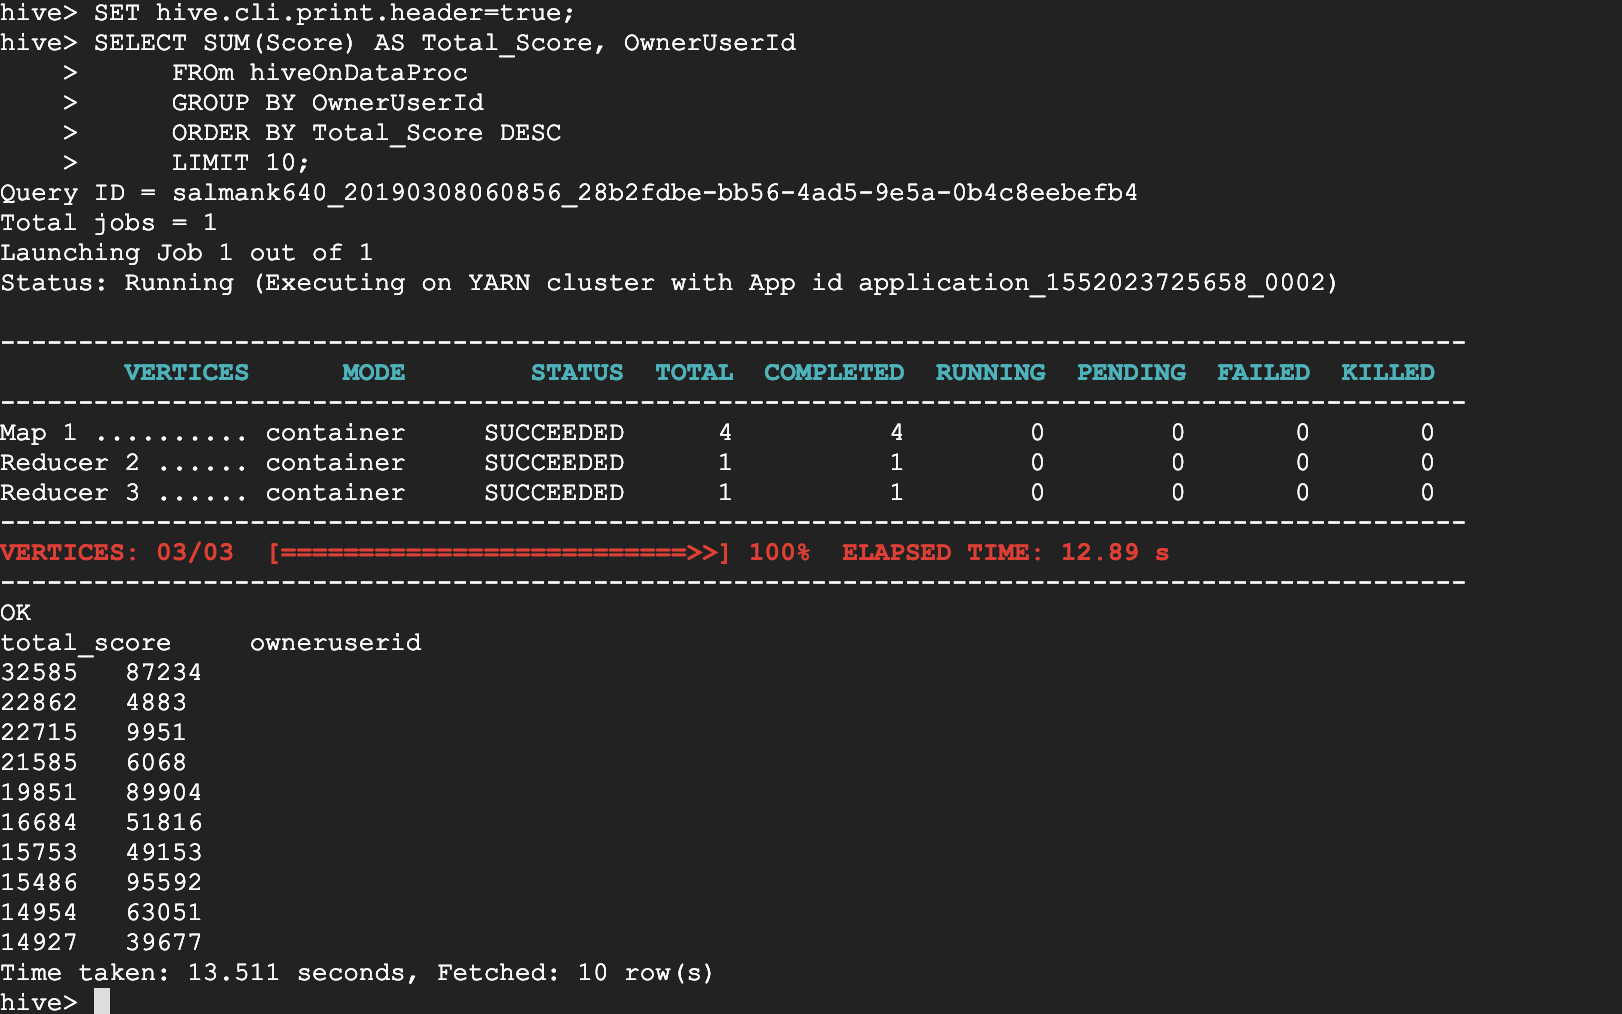 hive> SET hive.cli.print.header=true;
hive> SELECT SUM(Score) AS Total_Score, OwnerUserId
    >      FROm hiveOnDataProc
    >      GROUP BY OwnerUserId
    >      ORDER BY Total_Score DESC
    >      LIMIT 10;
Query ID = salmank640_20190308060856_28b2fdbe-bb56-4ad5-9e5a-0b4c8eebefb4
Total jobs = 1
Launching Job 1 out of 1
Status: Running (Executing on YARN cluster with App id application_1552023725658_0002)
----------------------------------------------------------------------------------------------
        VERTICES      MODE        STATUS  TOTAL  COMPLETED  RUNNING  PENDING  FAILED  KILLED
----------------------------------------------------------------------------------------------
Map 1 .......... container     SUCCEEDED      4          4        0        0       0       0
Reducer 2 ...... container     SUCCEEDED      1          1        0        0       0       0
Reducer 3 ...... container     SUCCEEDED      1          1        0        0       0       0
----------------------------------------------------------------------------------------------
VERTICES: 03/03  [==========================>>] 100%  ELAPSED TIME: 12.89 s
----------------------------------------------------------------------------------------------
OK
total_score     owneruserid
32585   87234
22862   4883
22715   9951
21585   6068
19851   89904
16684   51816
15753   49153
15486   95592
14954   63051
14927   39677
Time taken: 13.511 seconds, Fetched: 10 row(s)
hive>